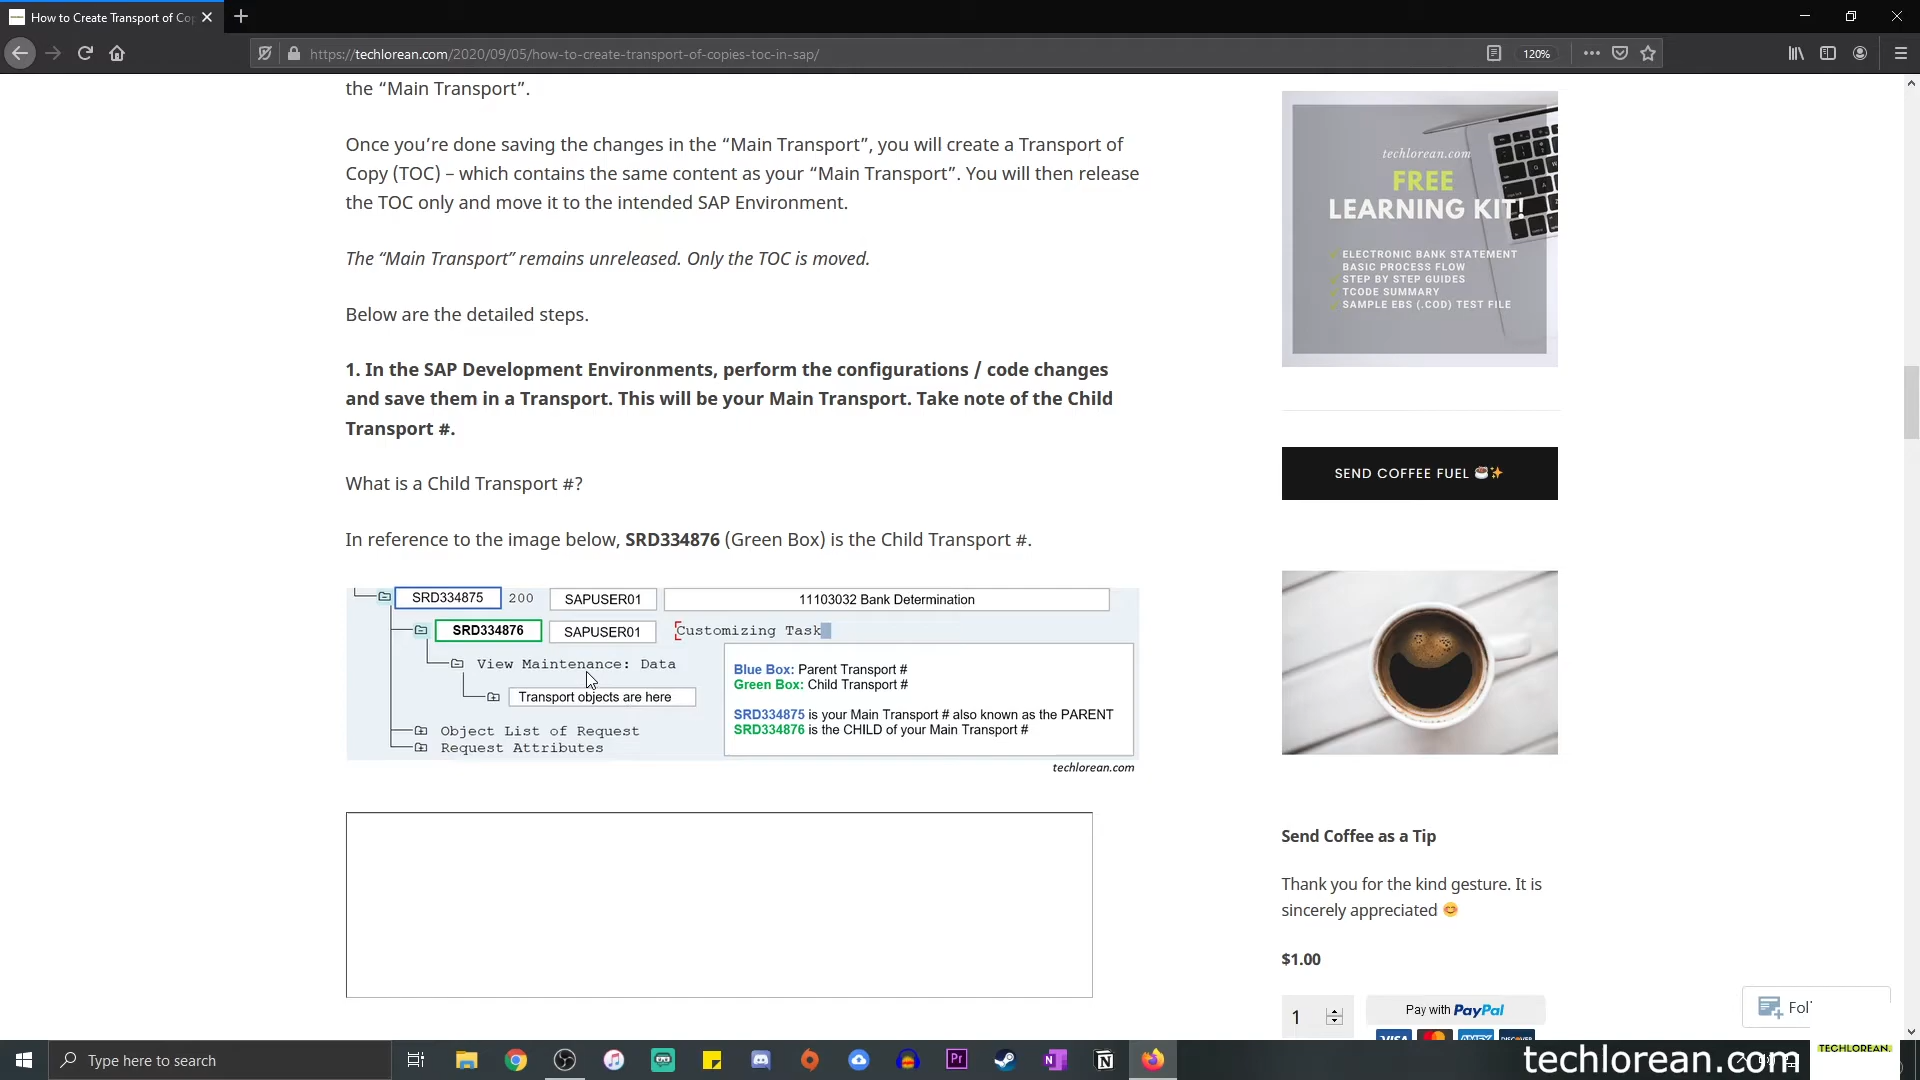 How to Create Transport of Co
https://techlorean.com/2020/09/05/how-to-create-transport-of-copies-toc-in-sap/
120%
the “Main Transport”.
Once you’re done saving the changes in the “Main Transport”, you will create a Transport of
Copy (TOC) – which contains the same content as your “Main Transport”. You will then release
the TOC only and move it to the intended SAP Environment.
The “Main Transport” remains unreleased. Only the TOC is moved.
Below are the detailed steps.
1. In the SAP Development Environments, perform the configurations / code changes
and save them in a Transport. This will be your Main Transport. Take note of the Child
Transport #.
What is a Child Transport #?
In reference to the image below, SRD334876 (Green Box) is the Child Transport #.
SRD334875 200 SAPUSER01 11103032 Bank Determination
SRD334876 SAPUSER01 Customizing Task
View Maintenance: Data
Transport objects are here
Object List of Request
Request Attributes
Blue Box: Parent Transport #
Green Box: Child Transport #
SRD334875 is your Main Transport # also known as the PARENT
SRD334876 is the CHILD of your Main Transport #
techlorean.com
techlorean.com
FREE
LEARNING KIT!
ELECTRONIC BANK STATEMENT
BASIC PROCESS FLOW
STEP BY STEP GUIDES
TCODE SUMMARY
SAMPLE EBS (.COD) TEST FILE
SEND COFFEE FUEL
Send Coffee as a Tip
Thank you for the kind gesture. It is
sincerely appreciated
$1.00
1
Pay with PayPal
VISA
AMEX
DISCOVER
Fol
Type here to search
Pr
techlorean.com
TECHLOREAN.